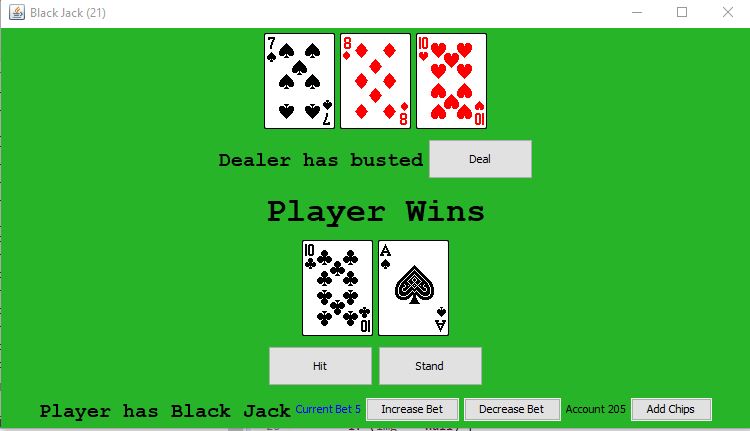 Black Jack (21)
7 8 10
7 8 10
Dealer has busted Deal
Player Wins
10 A
10 A
Hit Stand
Player has Black Jack Current Bet 5 Increase Bet Decrease Bet Account 205 Add Chips